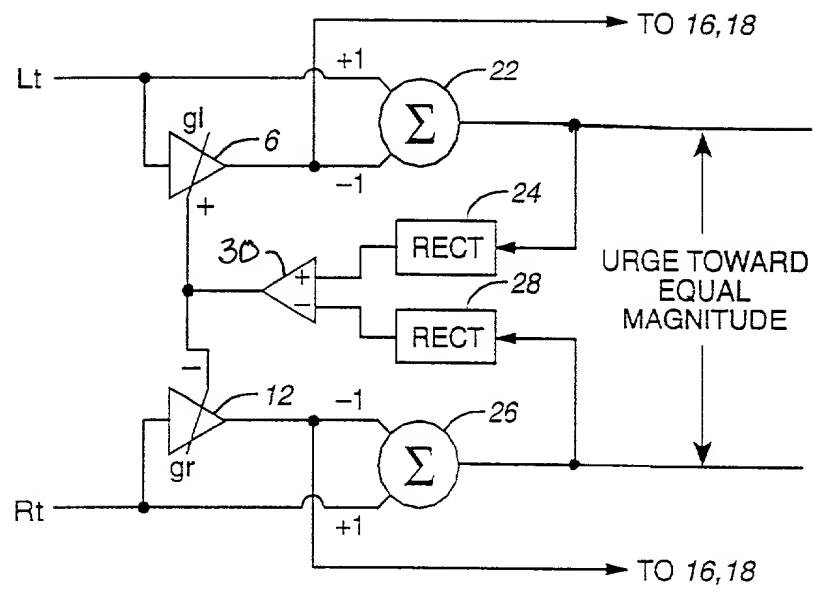 TO 16,18
+1
22
Lt
Σ
gl
6
-1
+
24
RECT
30
+
-
28
RECT
URGE TOWARD
EQUAL
MAGNITUDE
-
12
-1
26
Σ
gr
Rt
+1
TO 16,18